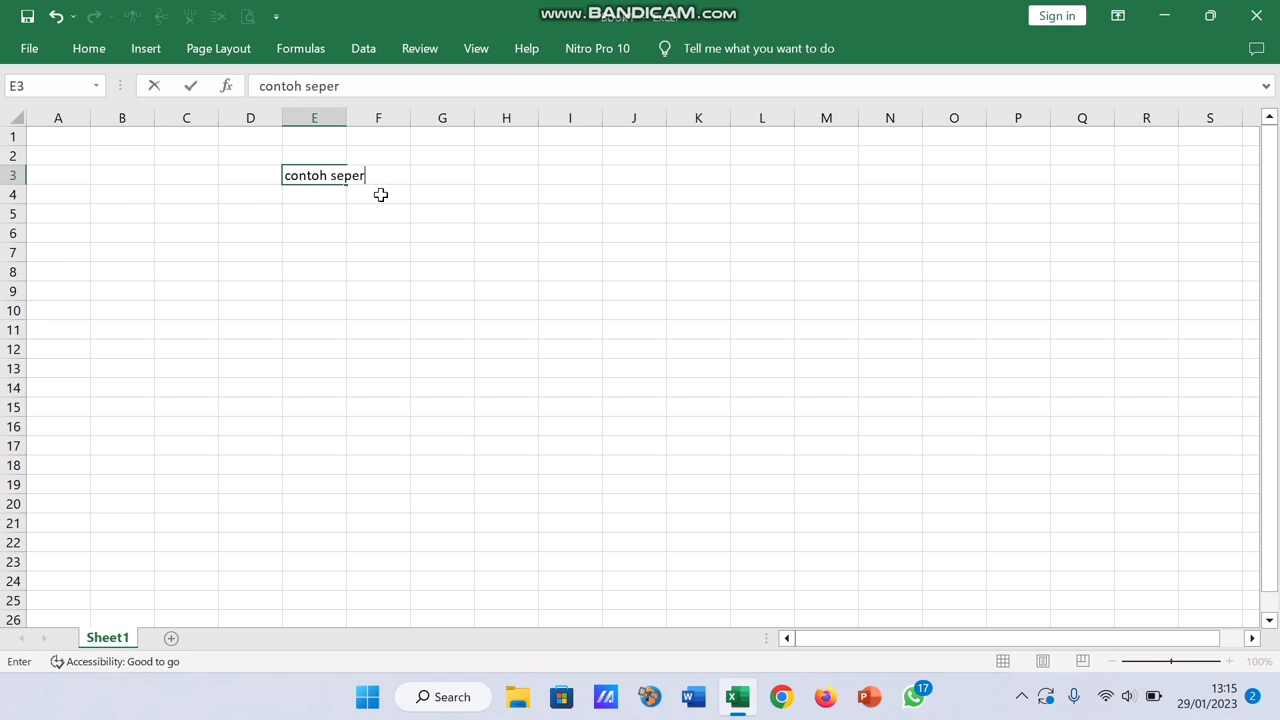 www.BANDICAM.com
Sign in
File Home Insert Page Layout Formulas Data Review View Help Nitro Pro 10 Tell me what you want to do
E3 fx contoh seper
A B C D E F G H I J K L M N O P Q R S
1
2
3 contoh seper
4
5
6
7
8
9
10
11
12
13
14
15
16
17
18
19
20
21
22
23
24
25
26
Sheet1
Enter Accessibility: Good to go 100%
Search 17 13:15
29/01/2023 2